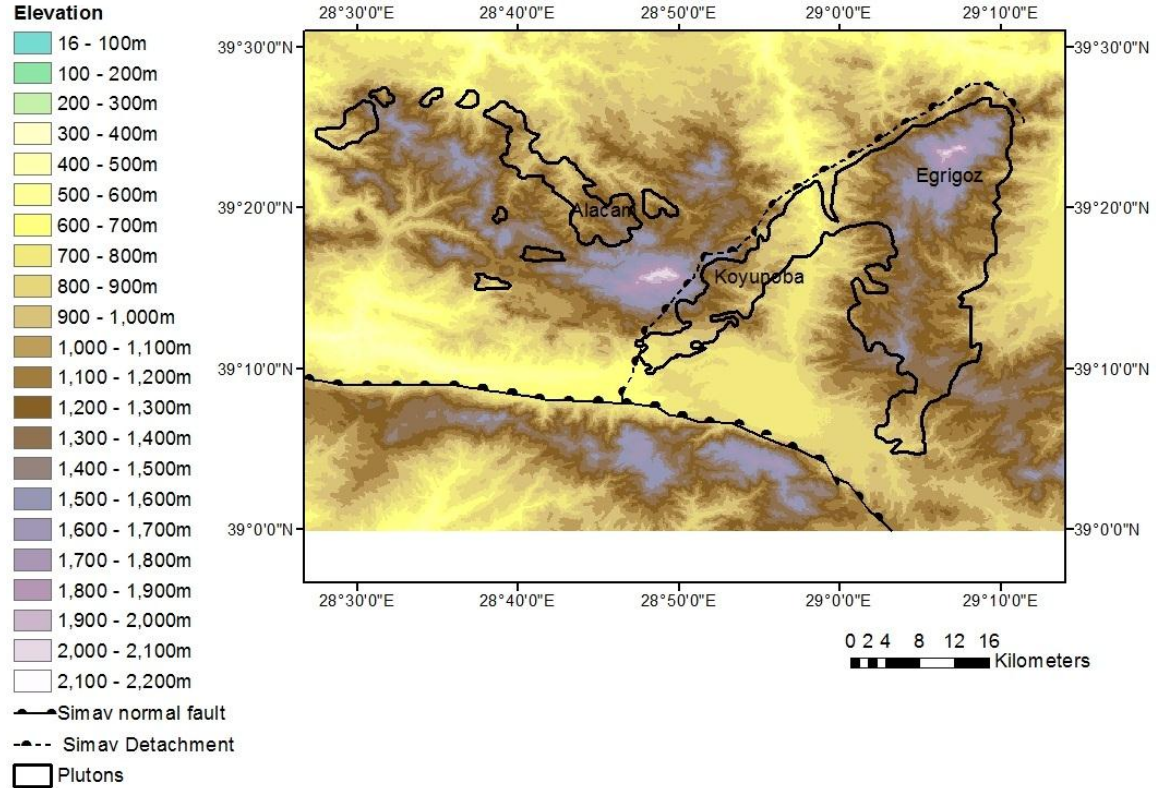 Elevation
16 - 100m
100 - 200m
200 - 300m
300 - 400m
400 - 500m
500 - 600m
600 - 700m
700 - 800m
800 - 900m
900 - 1,000m
1,000 - 1,100m
1,100 - 1,200m
1,200 - 1,300m
1,300 - 1,400m
1,400 - 1,500m
1,500 - 1,600m
1,600 - 1,700m
1,700 - 1,800m
1,800 - 1,900m
1,900 - 2,000m
2,000 - 2,100m
2,100 - 2,200m
Simav normal fault
Simav Detachment
Plutons
28°30'0"E 28°40'0"E 28°50'0"E 29°0'0"E 29°10'0"E
39°30'0"N 39°30'0"N
Egrigoz
39°20'0"N Alacam 39°20'0"N
Koyunoba
39°10'0"N 39°10'0"N
39°0'0"N 39°0'0"N
28°30'0"E 28°40'0"E 28°50'0"E 29°0'0"E 29°10'0"E
0 2 4 8 12 16
Kilometers